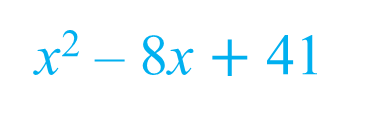 x² – 8x + 41